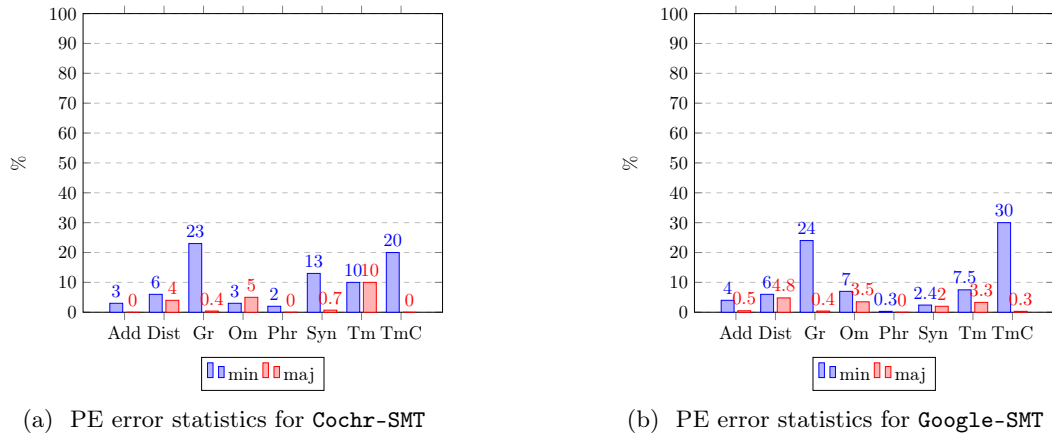 100
90
80
70
60
50
40
30
20
10
0
%
3 6 23 3 2 13 10 20
0 4 0.4 5 0 0.7 10 0
Add Dist Gr Om Phr Syn Tm TmC
min maj
(a) PE error statistics for Cochr-SMT
100
90
80
70
60
50
40
30
20
10
0
%
4 6 24 7 0.3 2.4 7.5 30
0.5 4.8 0.4 3.5 0 2 3.3 0.3
Add Dist Gr Om Phr Syn Tm TmC
min maj
(b) PE error statistics for Google-SMT